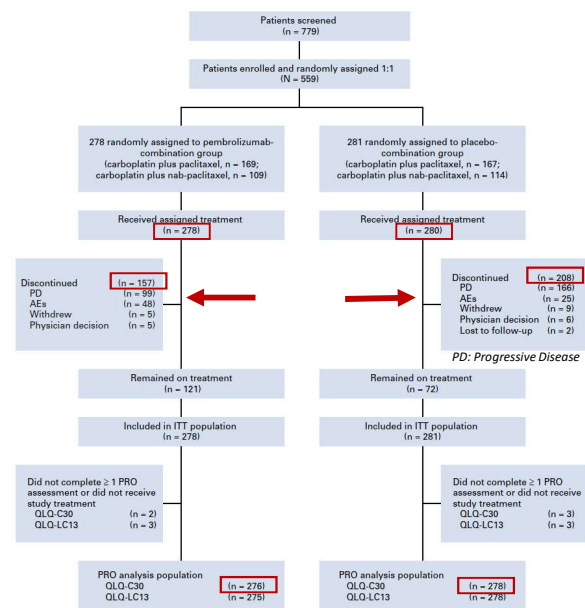 Patients screened
(n = 779)
Patients enrolled and randomly assigned 1:1
(N = 559)
278 randomly assigned to pembrolizumab-
combination group
(carboplatin plus paclitaxel, n = 169;
carboplatin plus nab-paclitaxel, n = 109)
281 randomly assigned to placebo-
combination group
(carboplatin plus paclitaxel, n = 167;
carboplatin plus nab-paclitaxel, n = 114)
Received assigned treatment
(n = 278)
Received assigned treatment
(n = 280)
Discontinued (n = 157)
PD (n = 99)
AEs (n = 48)
Withdrew (n = 5)
Physician decision (n = 5)
Discontinued (n = 208)
PD (n = 166)
AEs (n = 25)
Withdrew (n = 9)
Physician decision (n = 6)
Lost to follow-up (n = 2)
PD: Progressive Disease
Remained on treatment
(n = 121)
Remained on treatment
(n = 72)
Included in ITT population
(n = 278)
Included in ITT population
(n = 281)
Did not complete ≥ 1 PRO
assessment or did not receive
study treatment
QLQ-C30 (n = 2)
QLQ-LC13 (n = 3)
Did not complete ≥ 1 PRO
assessment or did not receive
study treatment
QLQ-C30 (n = 3)
QLQ-LC13 (n = 3)
PRO analysis population
QLQ-C30 (n = 276)
QLQ-LC13 (n = 275)
PRO analysis population
QLQ-C30 (n = 278)
QLQ-LC13 (n = 278)